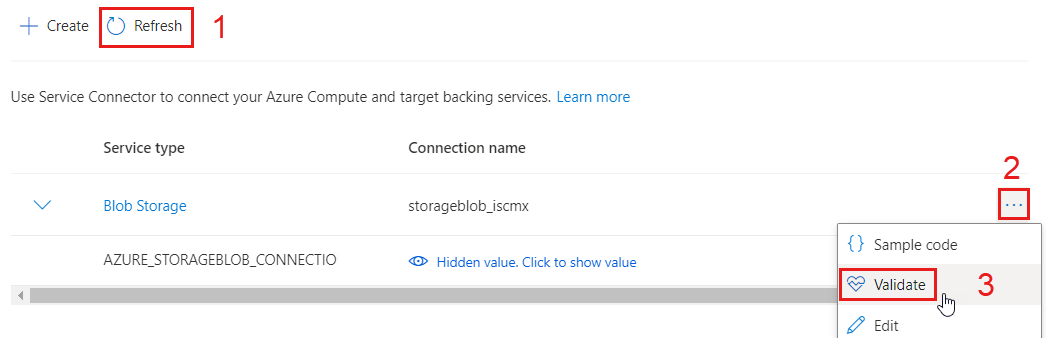 Create Refresh 1
Use Service Connector to connect your Azure Compute and target backing services. Learn more
Service type Connection name
2
Blob Storage storageblob_iscmx ...
Sample code
AZURE_STORAGEBLOB_CONNECTIO Hidden value. Click to show value
Validate 3
Edit